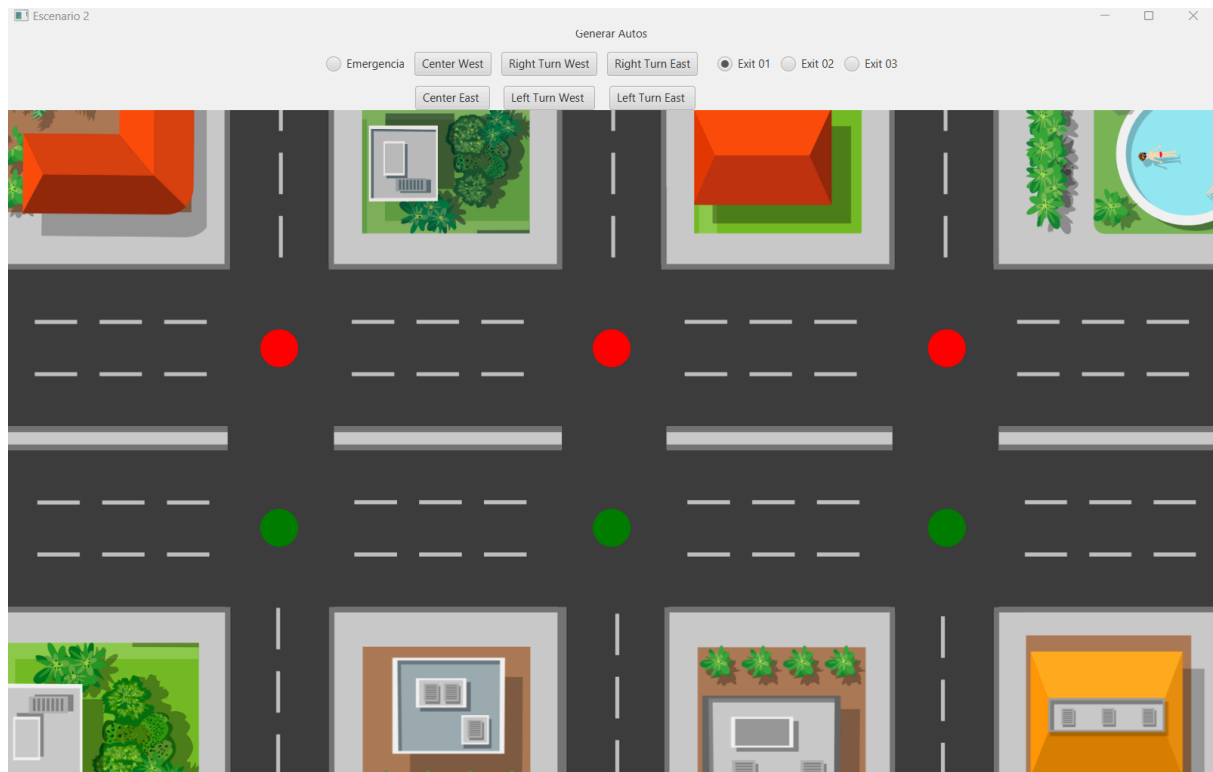 Escenario 2
Generar Autos
Emergencia Center West Right Turn West Right Turn East Exit 01 Exit 02 Exit 03
Center East Left Turn West Left Turn East